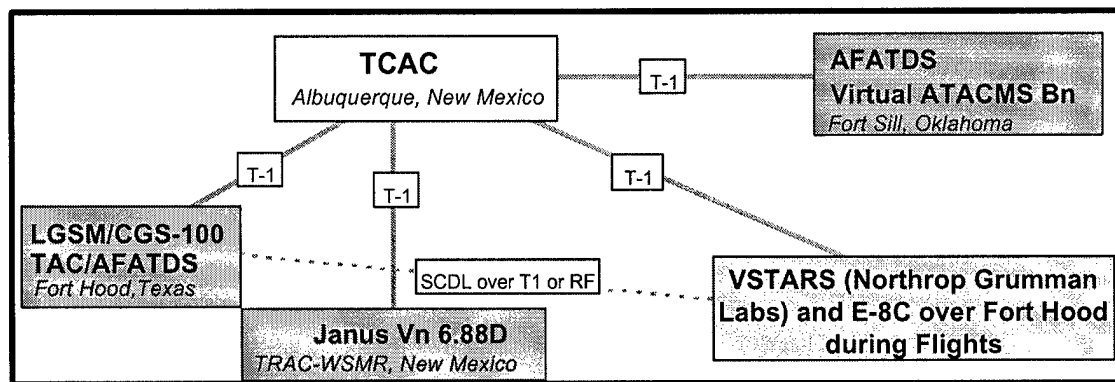 TCAC
Albuquerque, New Mexico
T-1
AFATDS
Virtual ATACMS Bn
Fort Sill, Oklahoma
T-1
T-1
T-1
LGSM/CGS-100
TAC/AFATDS
Fort Hood,Texas
SCDL over T1 or RF
VSTARS (Northrop Grumman
Labs) and E-8C over Fort Hood
during Flights
Janus Vn 6.88D
TRAC-WSMR, New Mexico